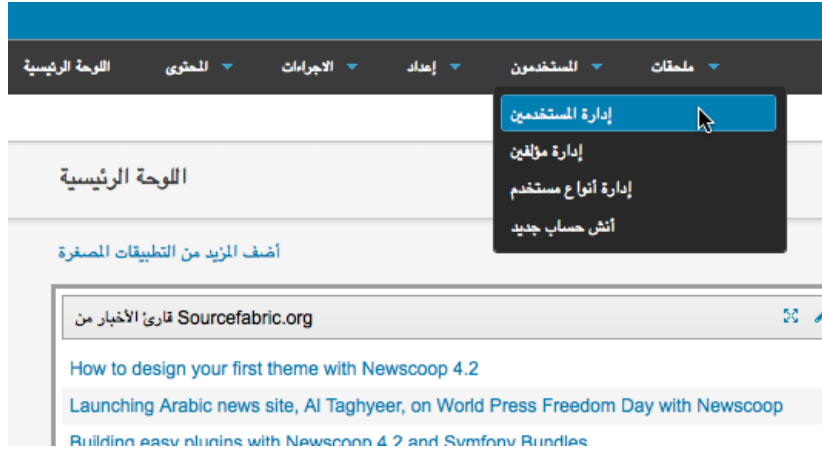 اللوحة الرئيسية
المحتوى
الاجراءات
إعداد
المستخدمون
ملحقات
إدارة المستخدمين
إدارة مؤلفين
إدارة أنواع مستخدم
أنش حساب جديد
اللوحة الرئيسية
أضف المزيد من التطبيقات المصغرة
قارئ الأخبار من Sourcefabric.org
How to design your first theme with Newscoop 4.2
Launching Arabic news site, Al Taghyeer, on World Press Freedom Day with Newscoop
Building easy plugins with Newscoop 4.2 and Symfony Bundles